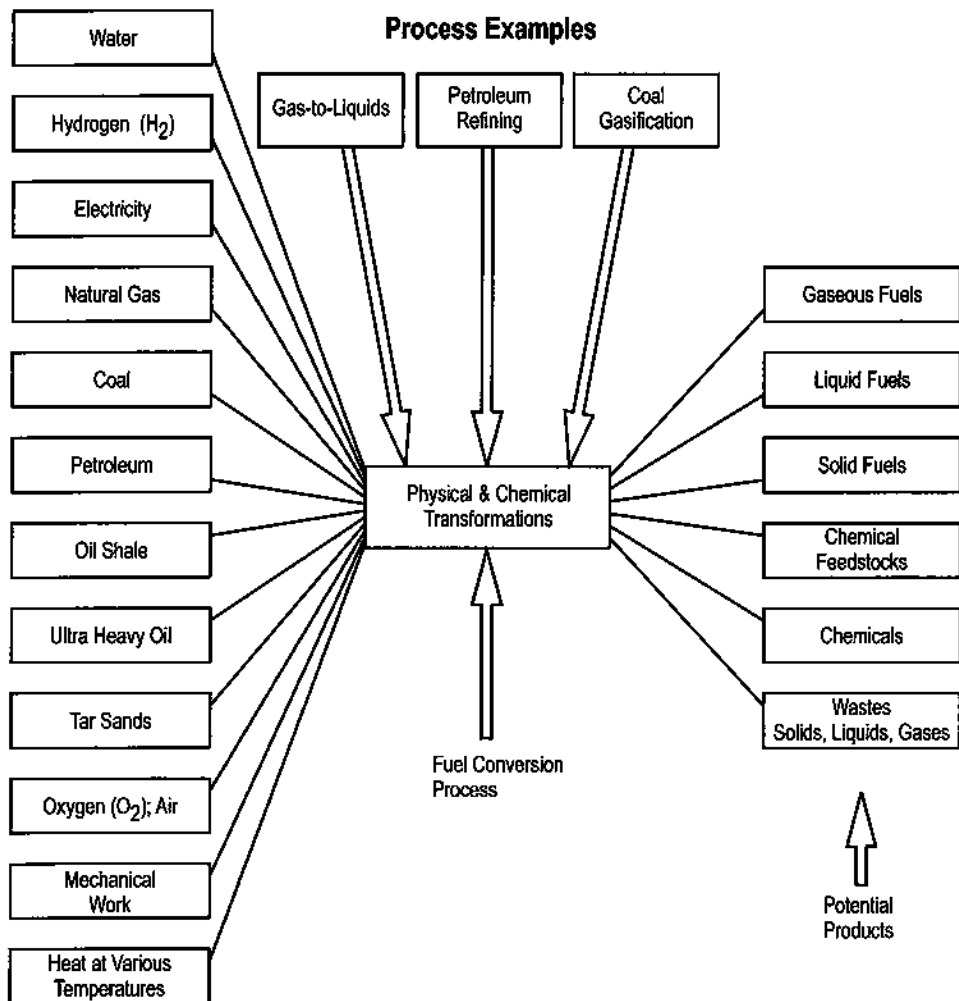 Process Examples
Water
Hydrogen (H₂)
Electricity
Natural Gas
Coal
Petroleum
Oil Shale
Ultra Heavy Oil
Tar Sands
Oxygen (O₂); Air
Mechanical
Work
Heat at Various
Temperatures
Gas-to-Liquids
Petroleum
Refining
Coal
Gasification
Physical & Chemical
Transformations
Fuel Conversion
Process
Gaseous Fuels
Liquid Fuels
Solid Fuels
Chemical
Feedstocks
Chemicals
Wastes
Solids, Liquids, Gases
Potential
Products